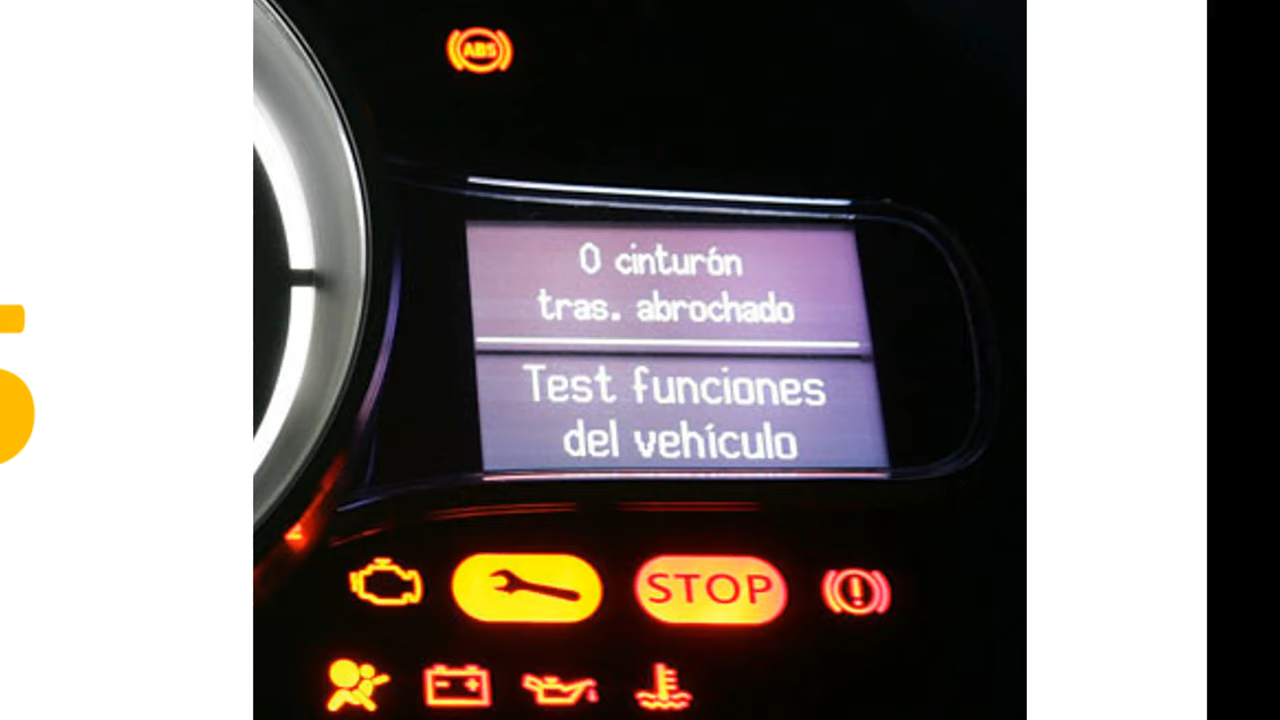 ABS
0 cinturón
tras. abrochado
Test funciones
del vehículo
STOP